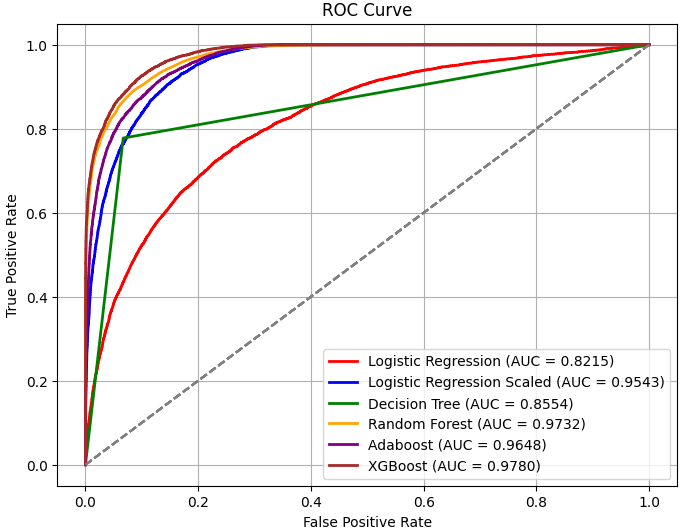 ROC Curve
1.0
0.8
0.6
0.4
0.2
0.0
True Positive Rate
Logistic Regression (AUC = 0.8215)
Logistic Regression Scaled (AUC = 0.9543)
Decision Tree (AUC = 0.8554)
Random Forest (AUC = 0.9732)
Adaboost (AUC = 0.9648)
XGBoost (AUC = 0.9780)
0.0 0.2 0.4 0.6 0.8 1.0
False Positive Rate